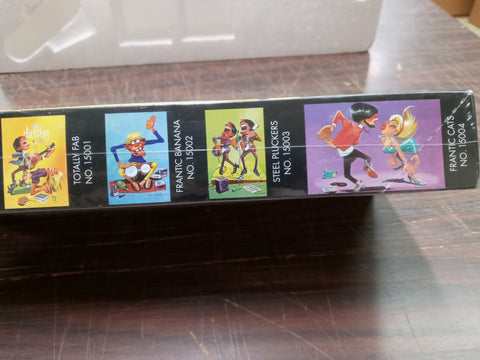 TOTALLY FAB
NO. 15001
FRANTIC BANANA
NO. 15002
STEEL PLUCKERS
NO. 15003
FRANTIC CATS
NO. 15004